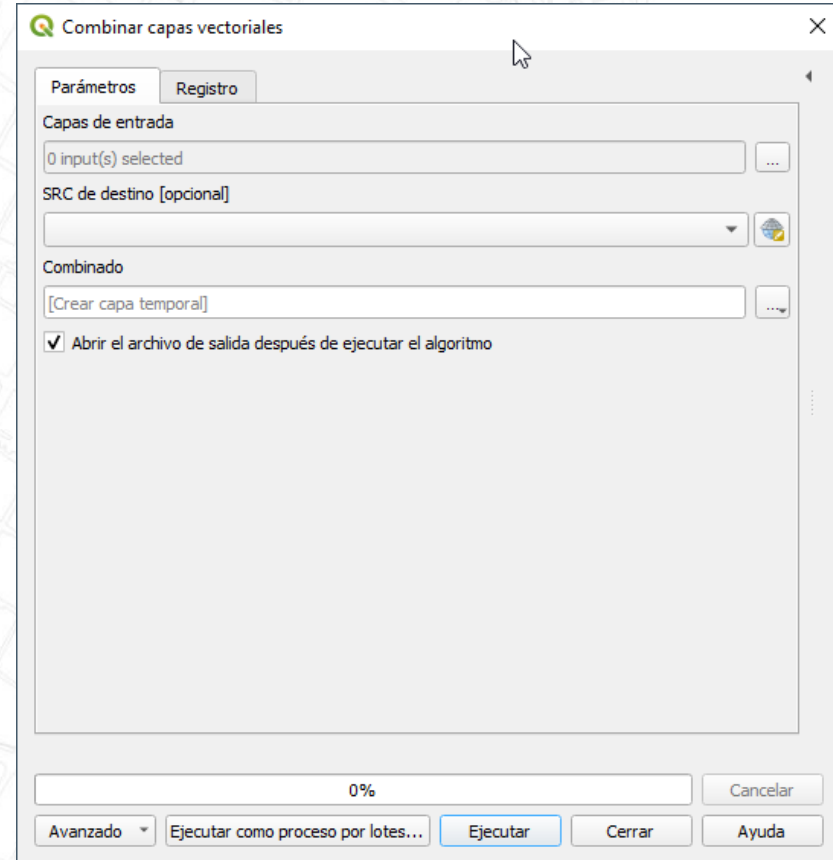 Combinar capas vectoriales
Parámetros Registro
Capas de entrada
0 input(s) selected
...
SRC de destino [opcional]
Combinado
[Crear capa temporal]
...
Abrir el archivo de salida después de ejecutar el algoritmo
0%
Cancelar
Avanzado Ejecutar como proceso por lotes... Ejecutar Cerrar Ayuda